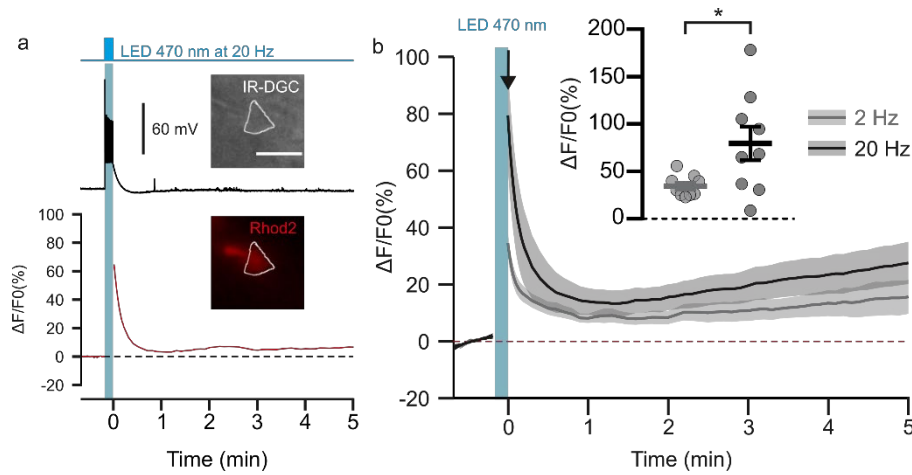 a
LED 470 nm at 20 Hz
IR-DGC
60 mV
Rhod2
ΔF/F0(%)
100
80
60
40
20
0
-20
0 1 2 3 4 5
Time (min)
b
LED 470 nm
ΔF/F0(%)
100
80
60
40
20
0
-20
0 1 2 3 4 5
Time (min)
*
ΔF/F0(%)
200
150
100
50
0
2 Hz
20 Hz